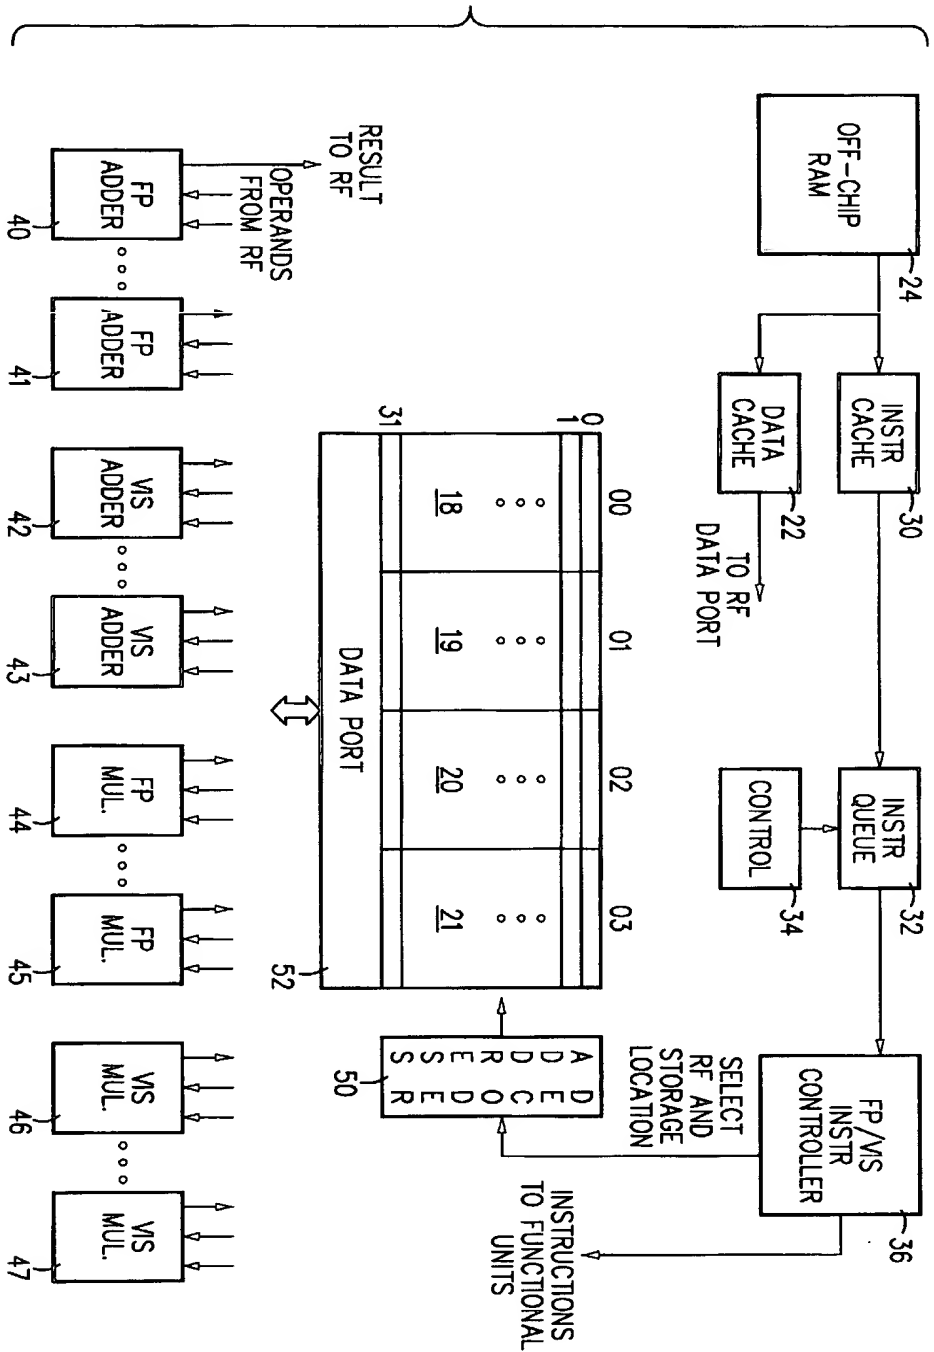 OFF-CHIP
RAM
24
INSTR
CACHE
30
DATA
CACHE
22
TO RF
DATA PORT
INSTR
QUEUE
32
CONTROL
34
FP/VIS
INSTR
CONTROLLER
36
SELECT
RF AND
STORAGE
LOCATION
INSTRUCTIONS
TO FUNCTIONAL
UNITS
00
01
02
03
0
1
31
18
19
20
21
DATA PORT
52
A D
D E
D C
R O
E D
S E
S R
50
RESULT
TO RF
OPERANDS
FROM RF
FP
ADDER
40
FP
ADDER
41
VIS
ADDER
42
VIS
ADDER
43
FP
MUL.
44
FP
MUL.
45
VIS
MUL.
46
VIS
MUL.
47